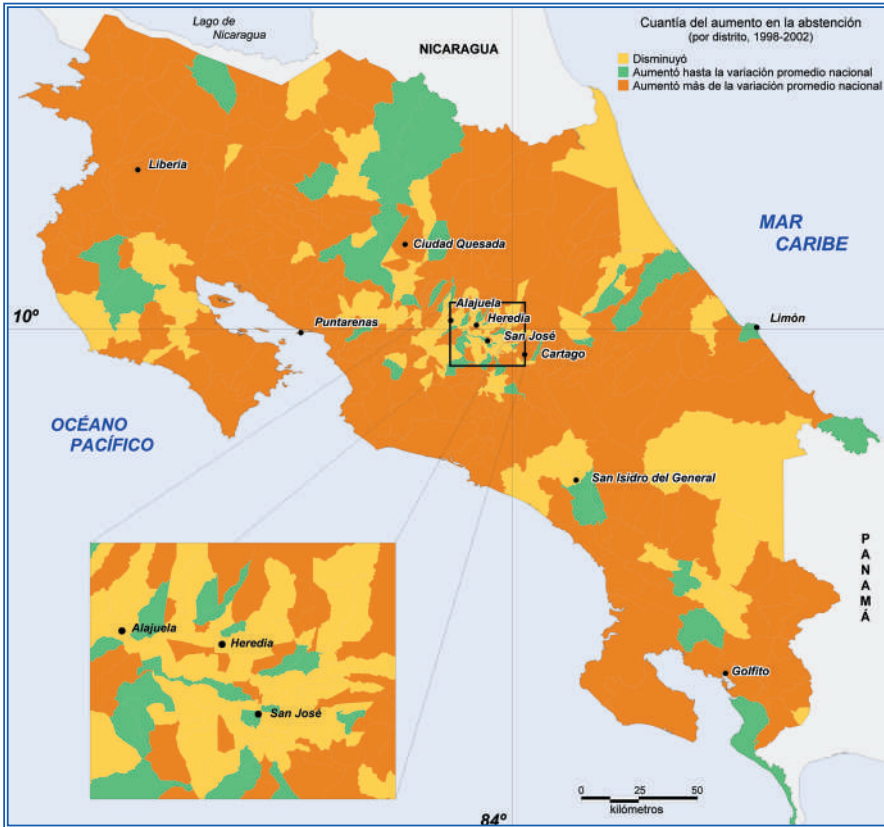 Lago de
Nicaragua
NICARAGUA
Cuantía del aumento en la abstención
(por distrito, 1998-2002)
Disminuyó
Aumentó hasta la variación promedio nacional
Aumentó más de la variación promedio nacional
Liberia
MAR
CARIBE
Ciudad Quesada
10º
Puntarenas
Alajuela
Heredia
San José
Cartago
Limón
OCÉANO
PACÍFICO
San Isidro del General
PANAMÁ
Alajuela
Heredia
San José
Golfito
0 25 50
kilómetros
84º